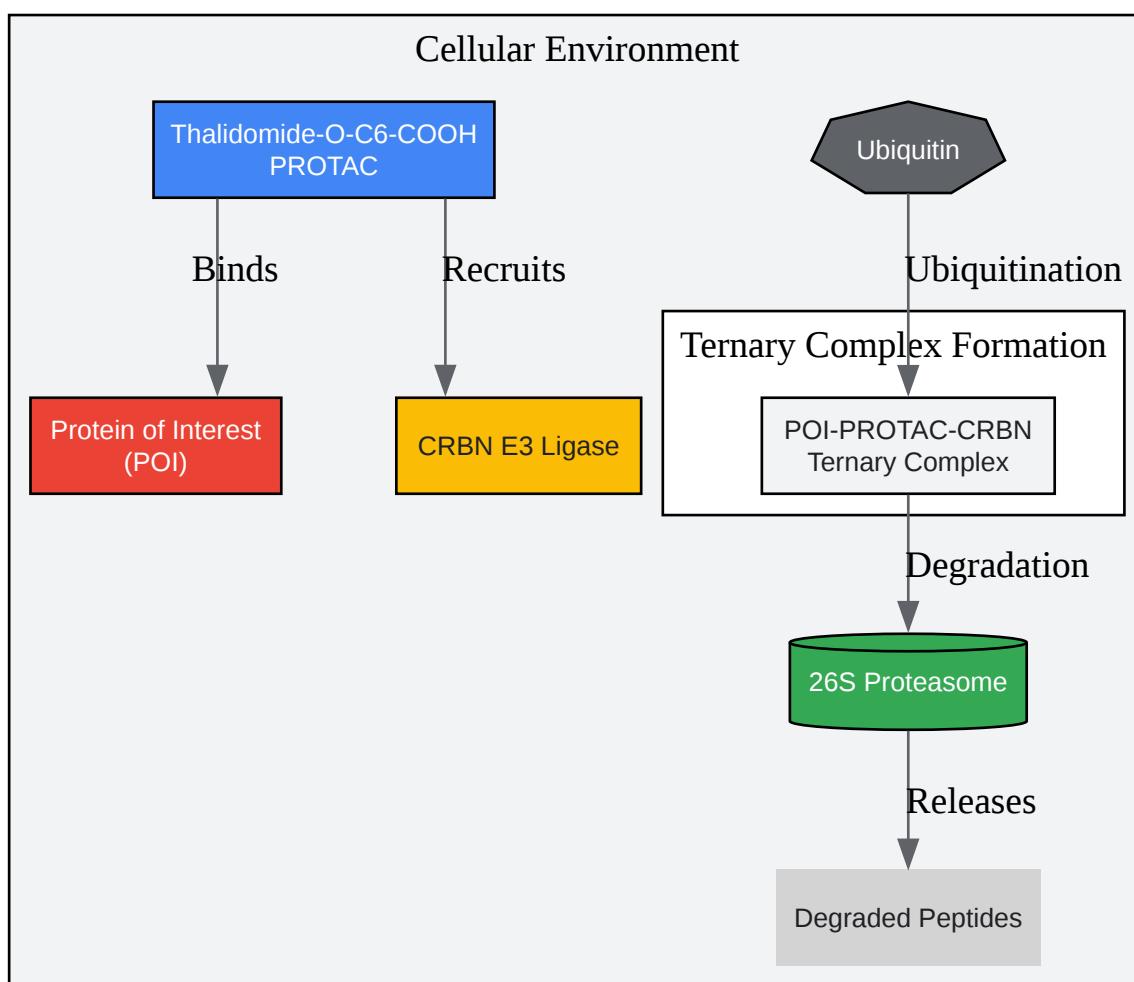 Cellular Environment
Thalidomide-O-C6-COOH
PROTAC
Ubiquitin
Binds
Recruits
Ubiquitination
Ternary Complex Formation
Protein of Interest
(POI)
CRBN E3 Ligase
POI-PROTAC-CRBN
Ternary Complex
Degradation
26S Proteasome
Releases
Degraded Peptides